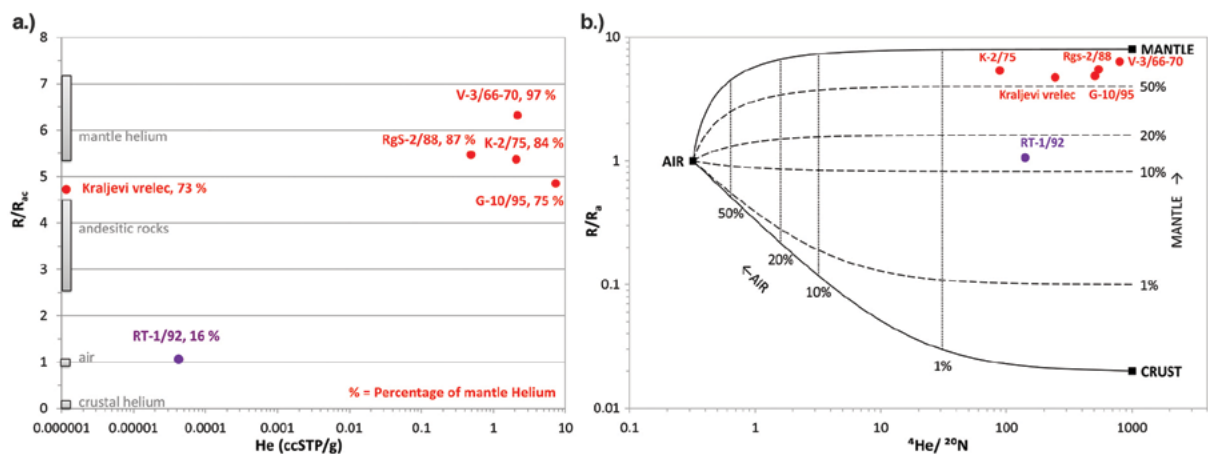 a.)
8
7
6
5
4
3
2
1
0
R/Rac
mantle helium
andesitic rocks
air
crustal helium
V-3/66-70, 97 %
RgS-2/88, 87 %
K-2/75, 84 %
Kraljevi vrelec, 73 %
G-10/95, 75 %
RT-1/92, 16 %
% = Percentage of mantle Helium
0.000001 0.00001 0.0001 0.001 0.01 0.1 1 10
He (ccSTP/g)
b.)
10
1
0.1
0.01
R/Ra
MANTLE
K-2/75
Rgs-2/88
V-3/66-70
Kraljevi vrelec
G-10/95
50%
20%
RT-1/92
AIR
10%
MANTLE →
50%
20%
←AIR
10%
1%
1%
CRUST
0.1 1 10 100 1000
⁴He/ ²⁰N